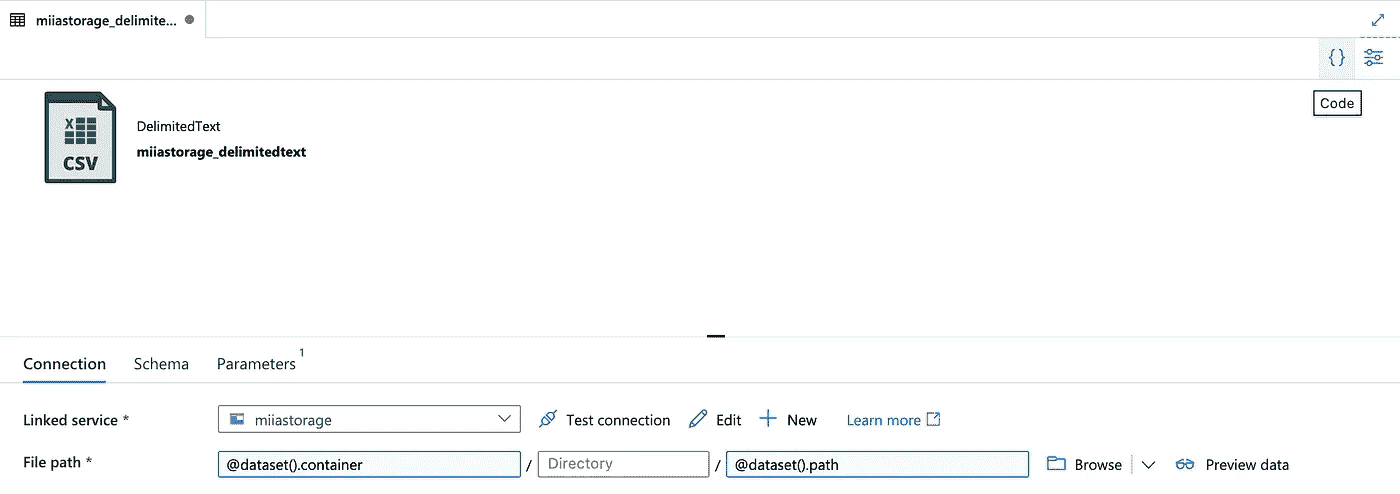 miiastorage_delimite...
{}
Code
X
CSV
DelimitedText
miiastorage_delimitedtext
Connection Schema Parameters 1
Linked service * miiastorage Test connection Edit New Learn more
File path * @dataset().container / Directory / @dataset().path Browse Preview data